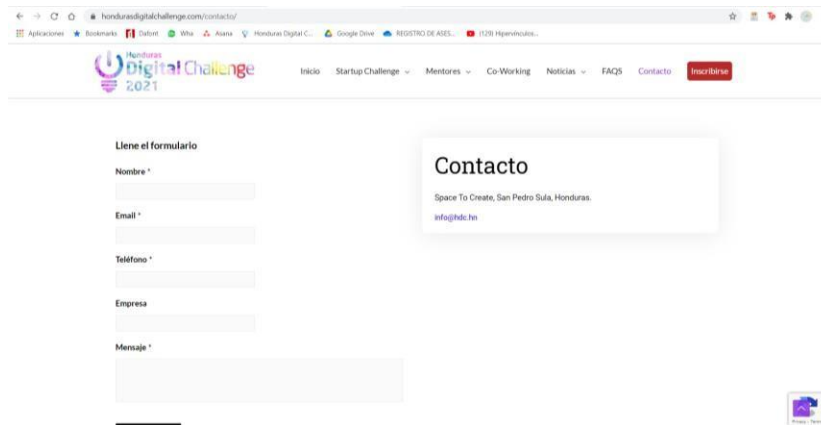 hondurasdigitalchallenge.com/contacto/
Aplicaciones Bookmarks Dafont Wha Asana Honduras Digital C... Google Drive REGISTRO DE ASES... (129) Hipervínculos...
Honduras
Digital Challenge
2021
Inicio Startup Challenge Mentores Co-Working Noticias FAQS Contacto Inscribirse
Llene el formulario
Nombre *
Email *
Teléfono *
Empresa
Mensaje *
Contacto
Space To Create, San Pedro Sula, Honduras.
info@hdc.hn